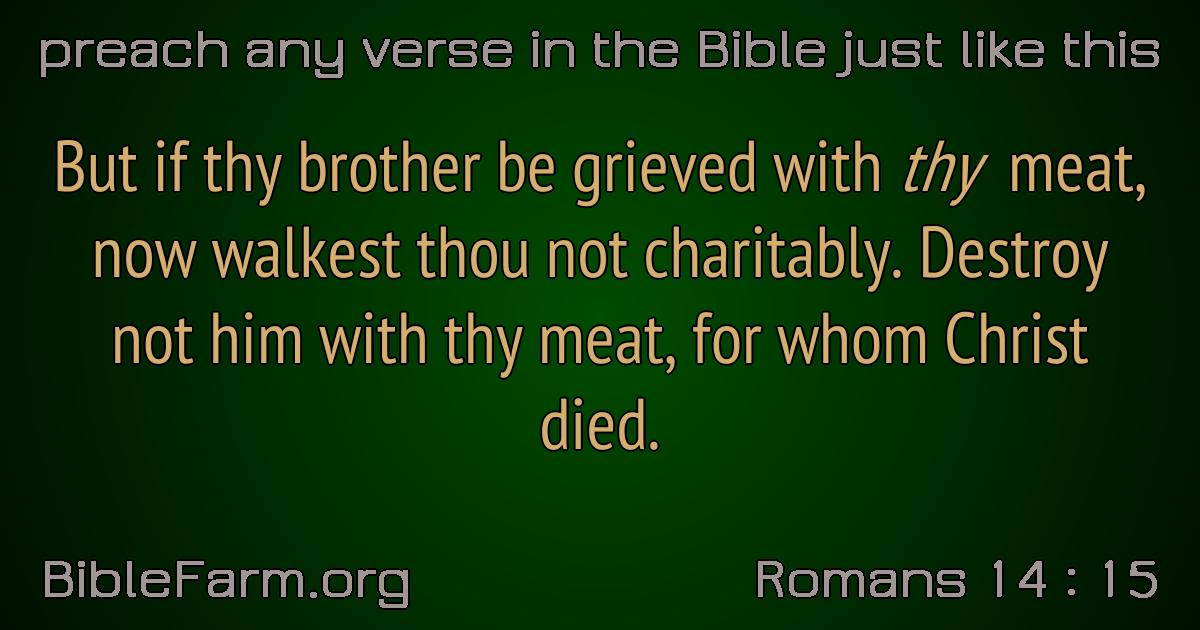 preach any verse in the Bible just like this
But if thy brother be grieved with thy meat,
now walkest thou not charitably. Destroy
not him with thy meat, for whom Christ
died.
BibleFarm.org
Romans 14 : 15